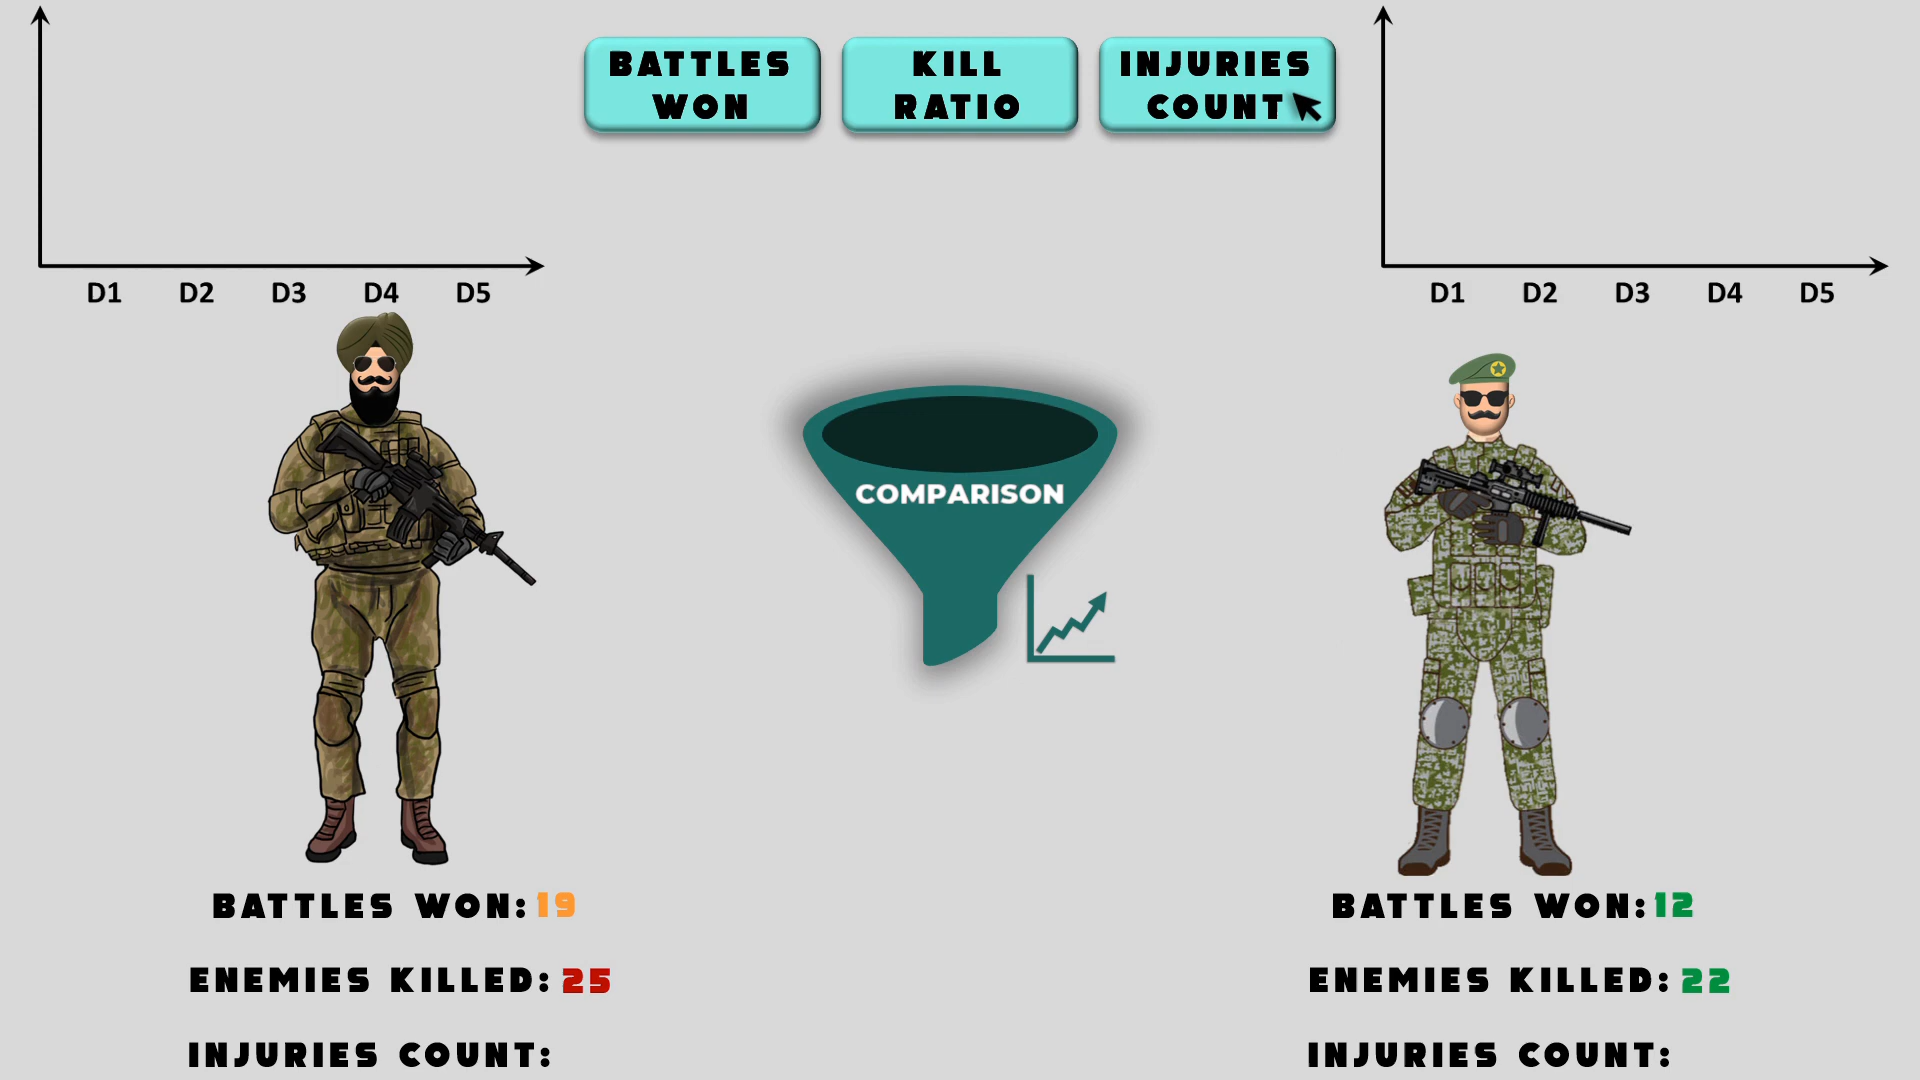 BATTLES
WON
KILL
RATIO
INJURIES
COUNT
D1 D2 D3 D4 D5
D1 D2 D3 D4 D5
COMPARISON
BATTLES WON: 19
ENEMIES KILLED: 25
INJURIES COUNT:
BATTLES WON: 12
ENEMIES KILLED: 22
INJURIES COUNT: